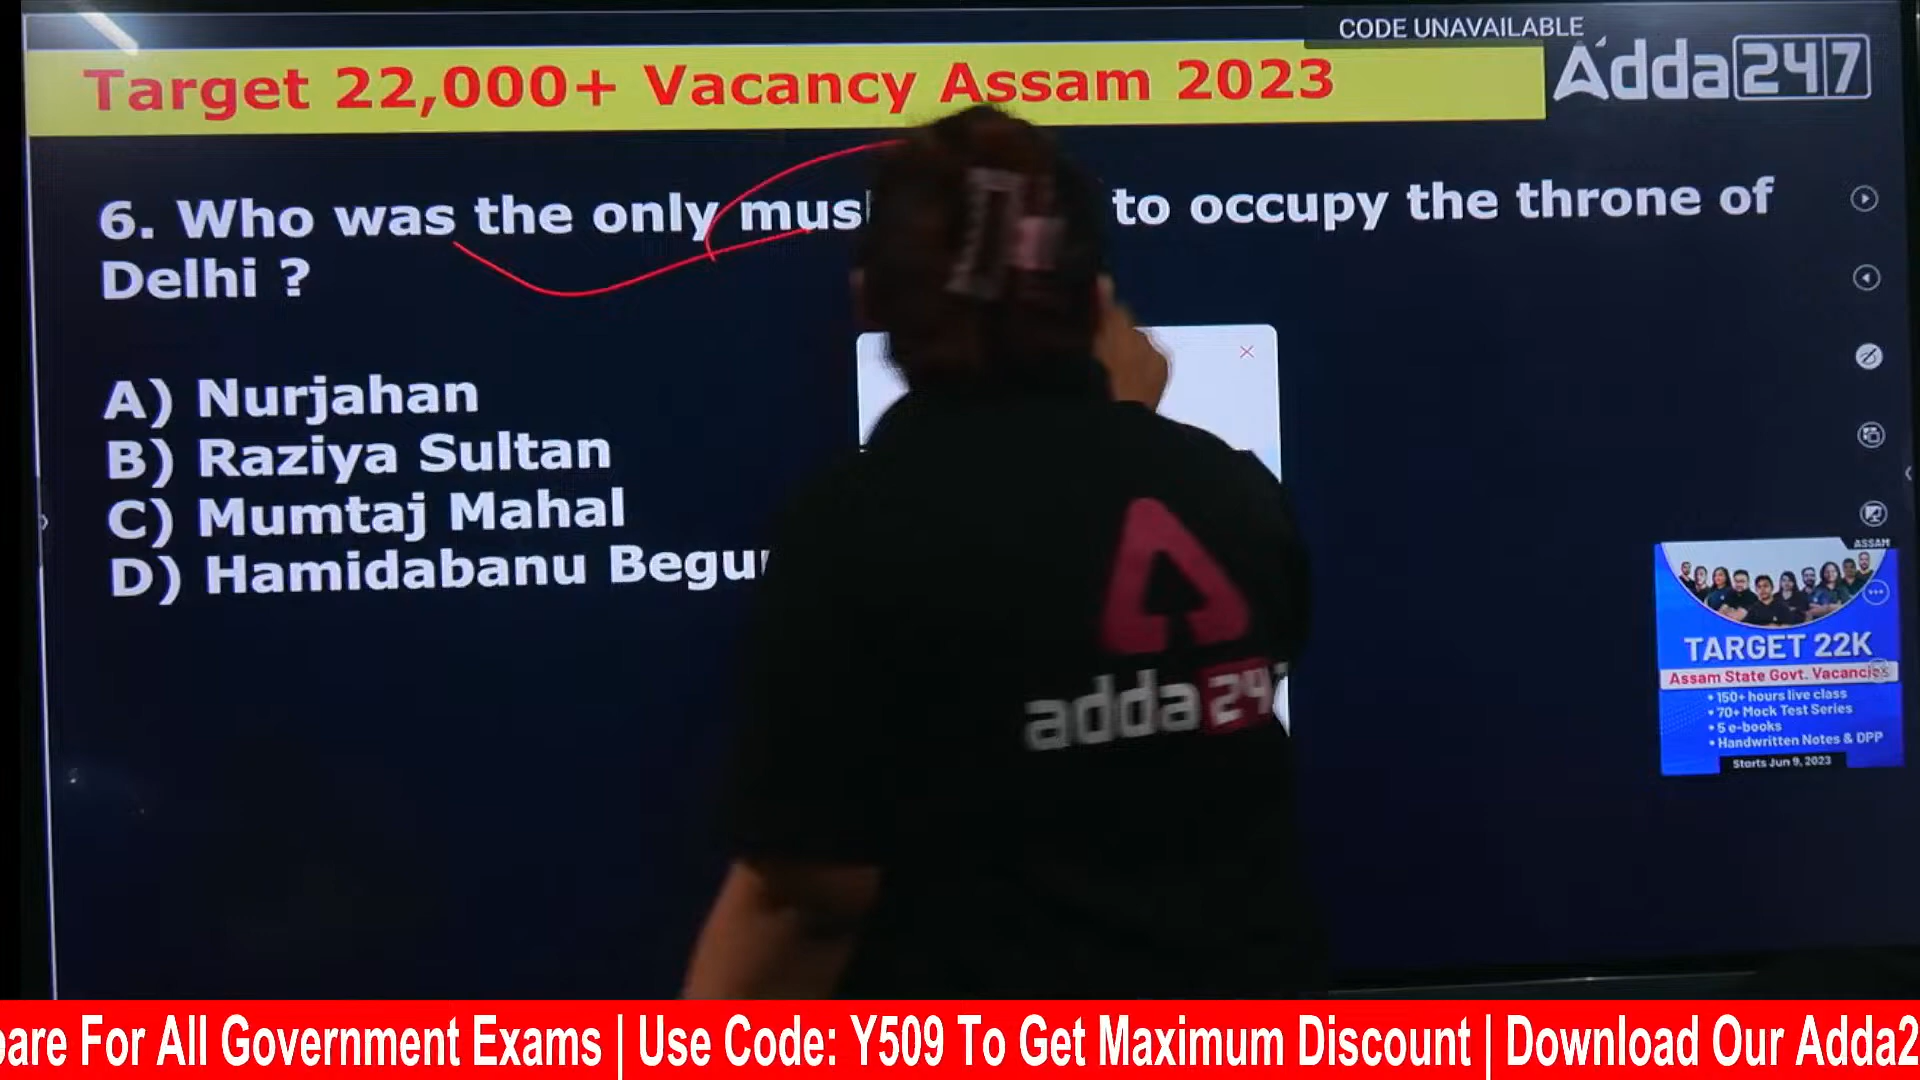 CODE UNAVAILABLE
Target 22,000+ Vacancy Assam 2023
Adda247
6. Who was the only to occupy the throne of
Delhi ?
A) Nurjahan
B) Raziya Sultan
C) Mumtaj Mahal
D) Hamidabanu
adda
ASSAM
TARGET 22K
Assam State Govt. Vacancies
• 150+ hours live class
• 70+ Mock Test Series
• 5 e-books
• Handwritten Notes & DPP
Starts Jun 9, 2023
For All Government Exams | Use Code: Y509 To Get Maximum Discount | Download Our